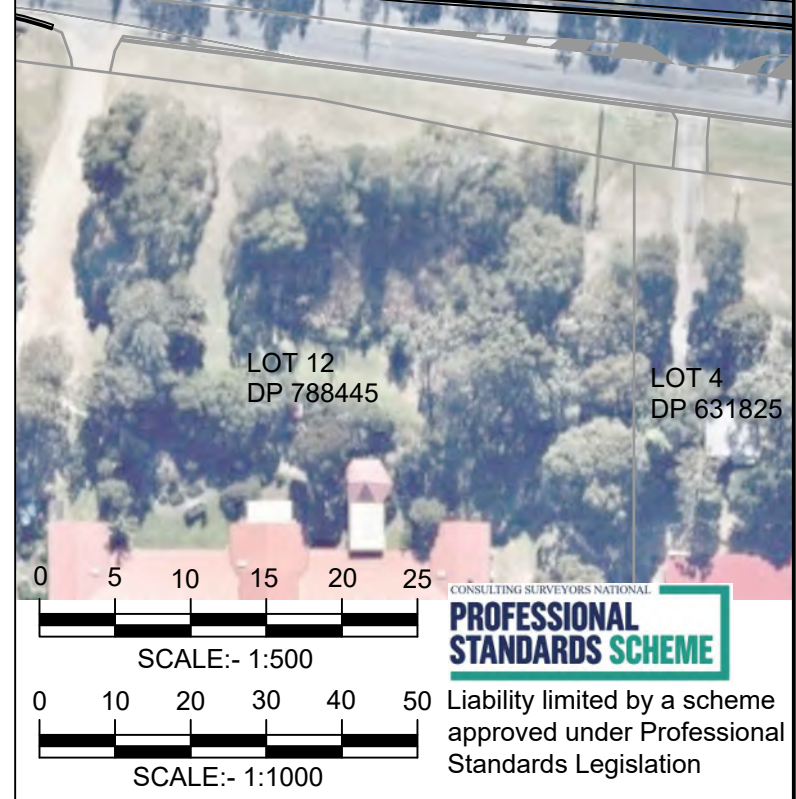 LOT 12
DP 788445
LOT 4
DP 631825
0 5 10 15 20 25
SCALE:- 1:500
0 10 20 30 40 50
SCALE:- 1:1000
CONSULTING SURVEYORS NATIONAL
PROFESSIONAL
STANDARDS SCHEME
Liability limited by a scheme
approved under Professional
Standards Legislation